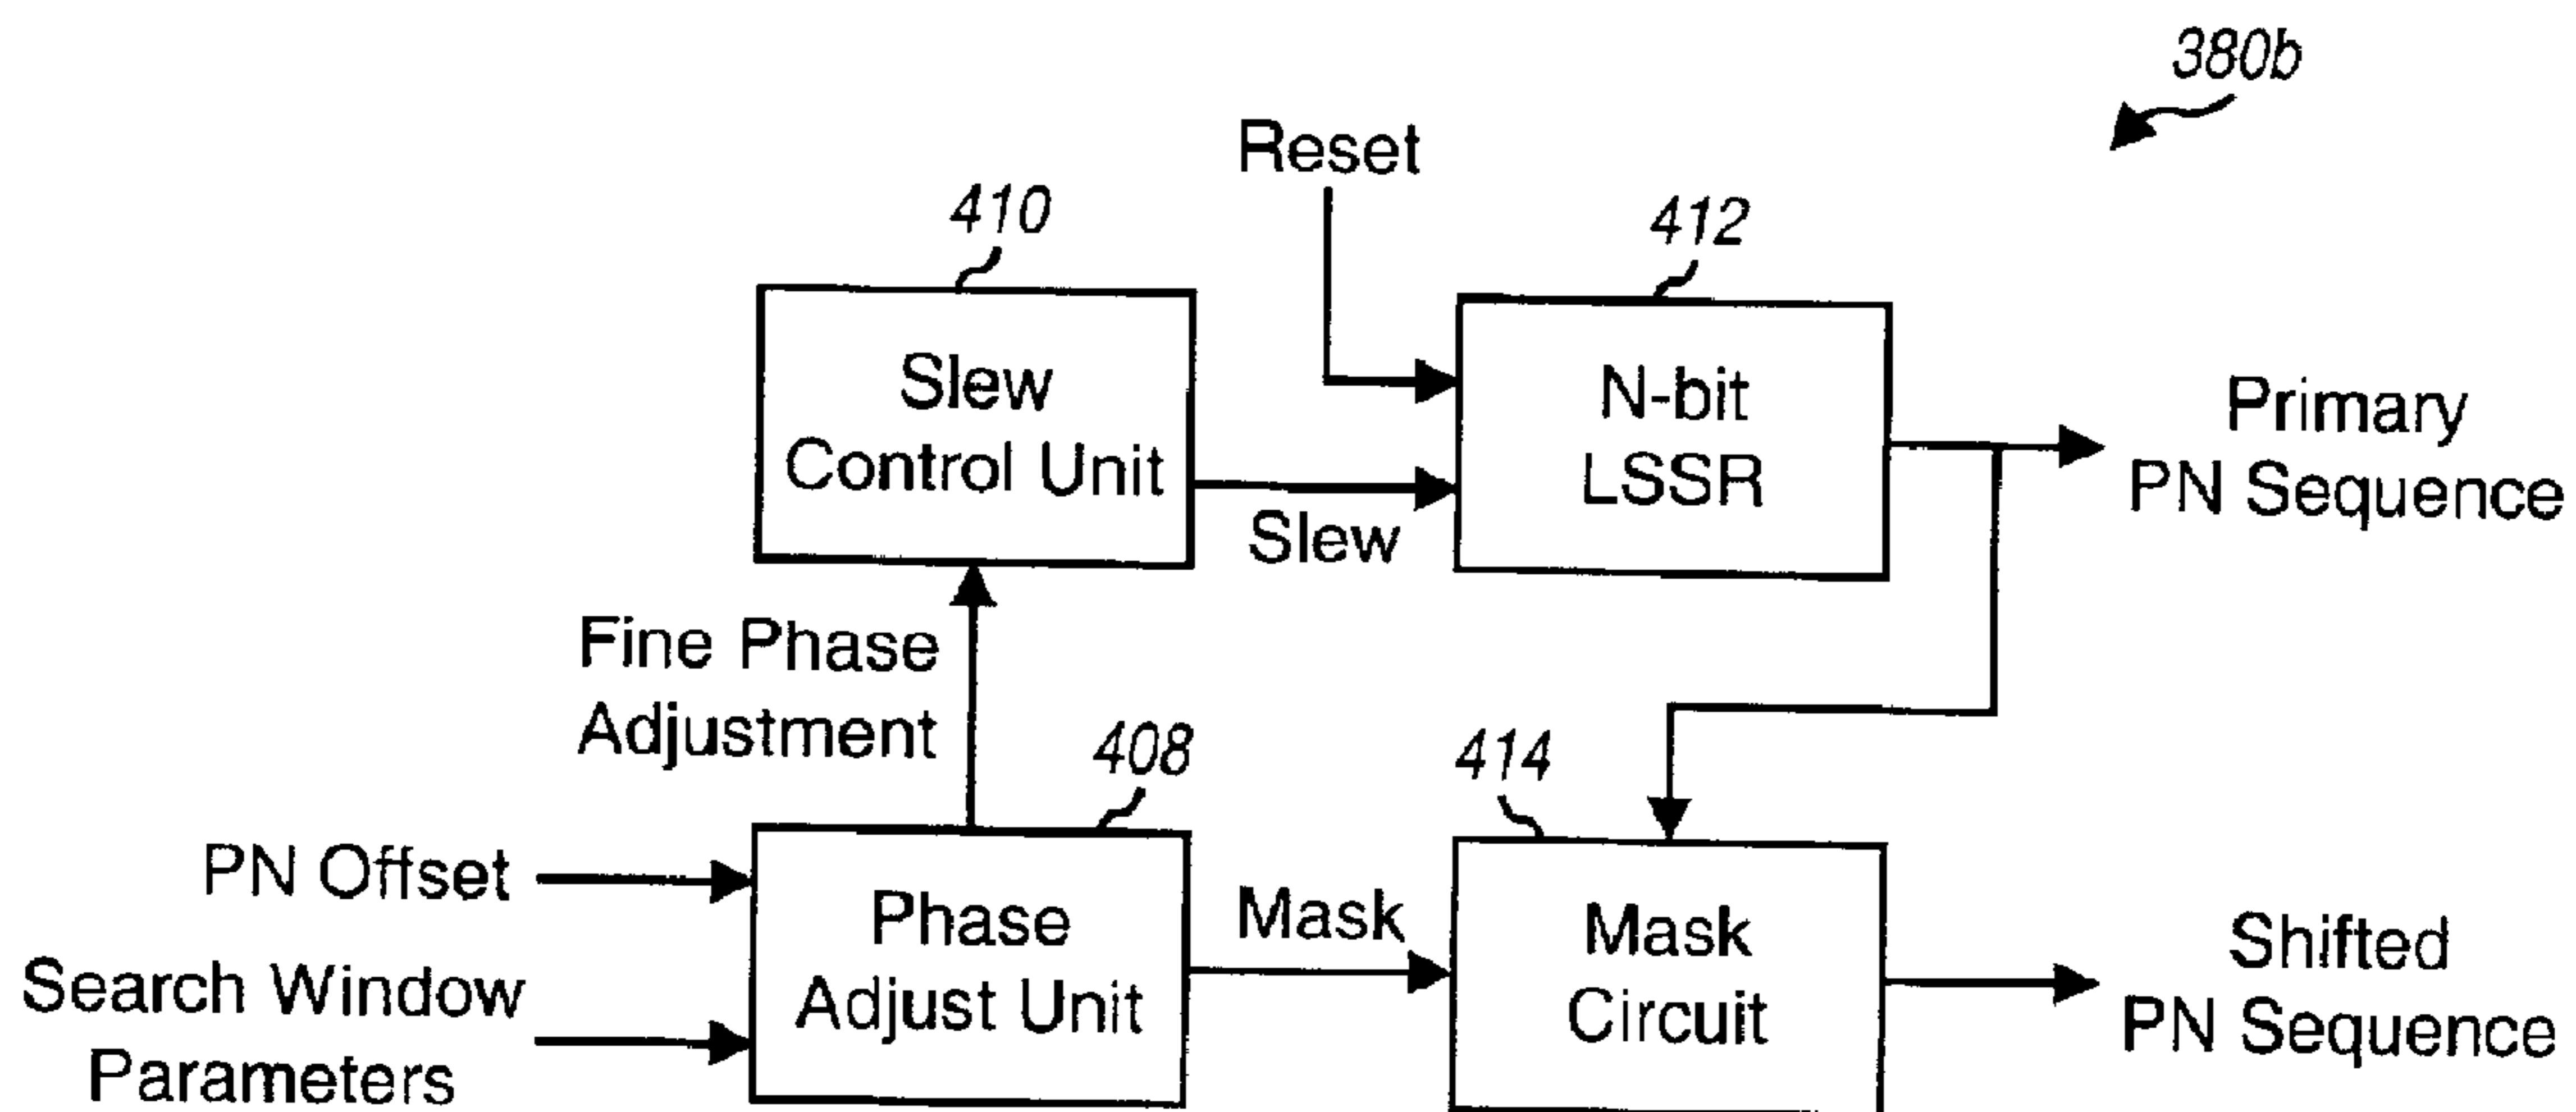 380b
Reset
410
412
Slew
Control Unit
N-bit
LSSR
Primary
PN Sequence
Slew
Fine Phase
Adjustment
408
414
PN Offset
Search Window
Parameters
Phase
Adjust Unit
Mask
Mask
Circuit
Shifted
PN Sequence